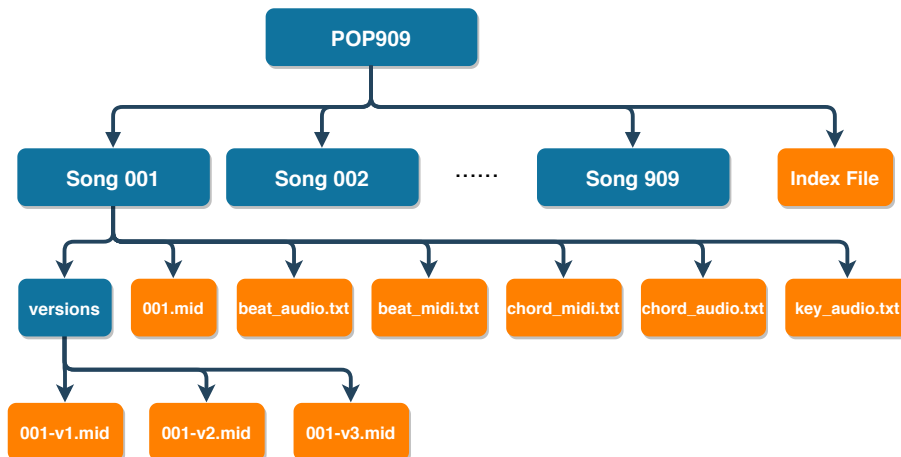 POP909
Song 001
Song 002
......
Song 909
Index File
versions
001.mid
beat_audio.txt
beat_midi.txt
chord_midi.txt
chord_audio.txt
key_audio.txt
001-v1.mid
001-v2.mid
001-v3.mid